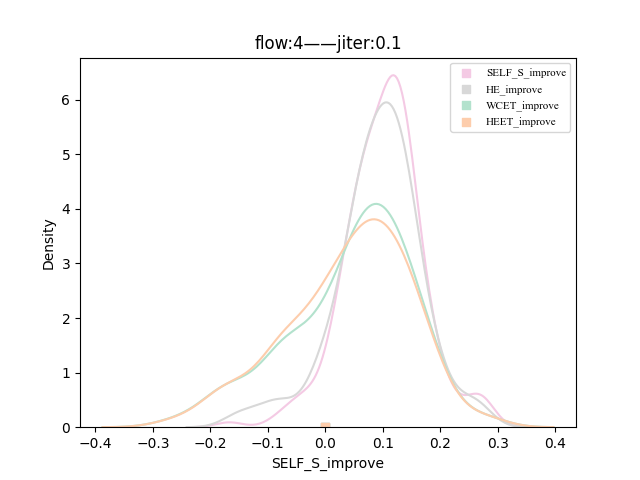 flow:4——jiter:0.1
SELF_S_improve
HE_improve
WCET_improve
HEET_improve
Density
6
5
4
3
2
1
0
−0.4 −0.3 −0.2 −0.1 0.0 0.1 0.2 0.3 0.4
SELF_S_improve